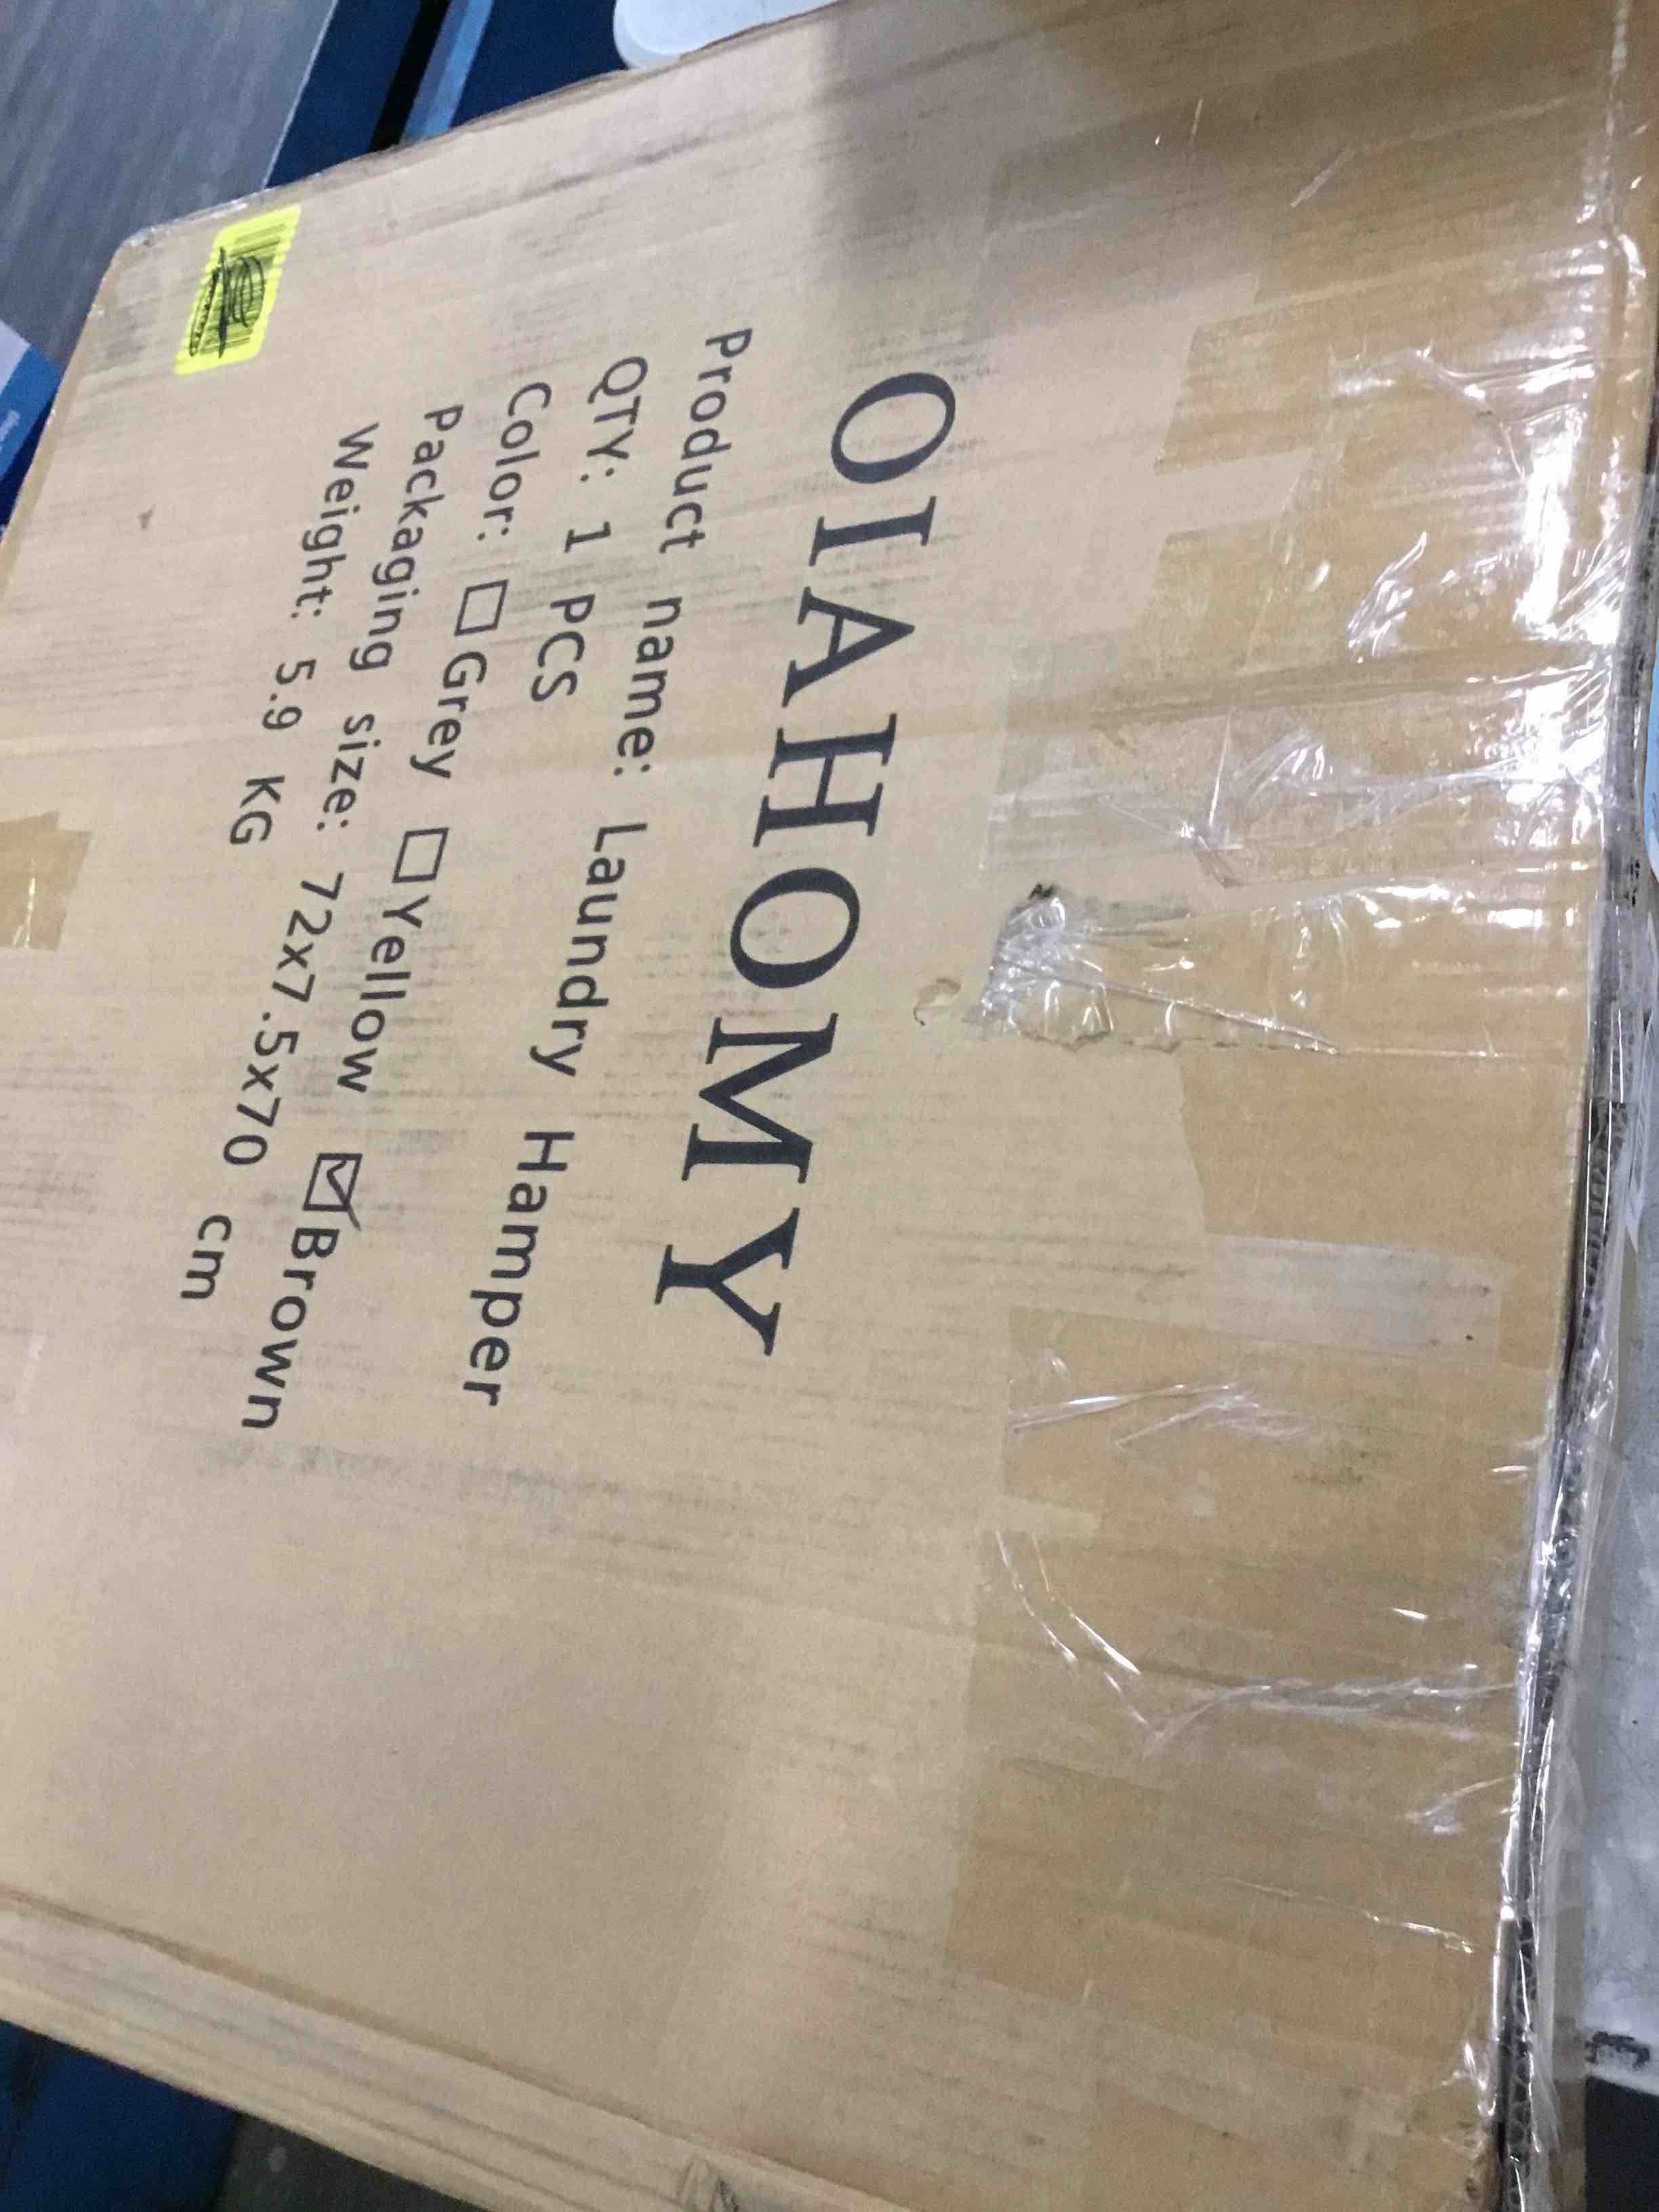 OIAHOMY
Product name: Laundry Hamper
QTY: 1 PCS
Color: ☐Grey ☐Yellow ☑Brown
Packaging size: 72x7.5x70 cm
Weight: 5.9 KG